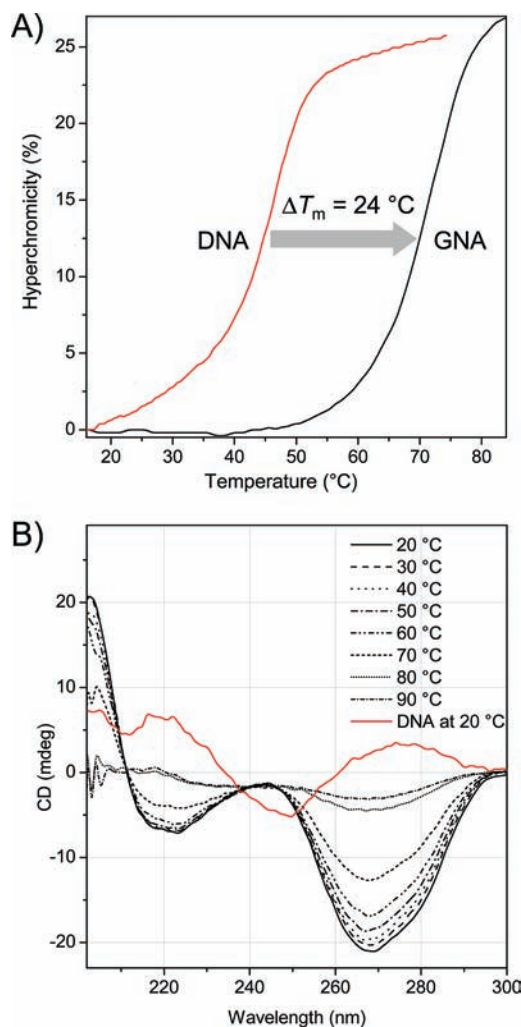 A)
25
20
15
10
5
0
Hyperchromicity (%)
ΔTm = 24 °C
DNA
GNA
20 30 40 50 60 70 80
Temperature (°C)
B)
20
10
0
-10
-20
CD (mdeg)
20 °C
30 °C
40 °C
50 °C
60 °C
70 °C
80 °C
90 °C
DNA at 20 °C
220 240 260 280 300
Wavelength (nm)